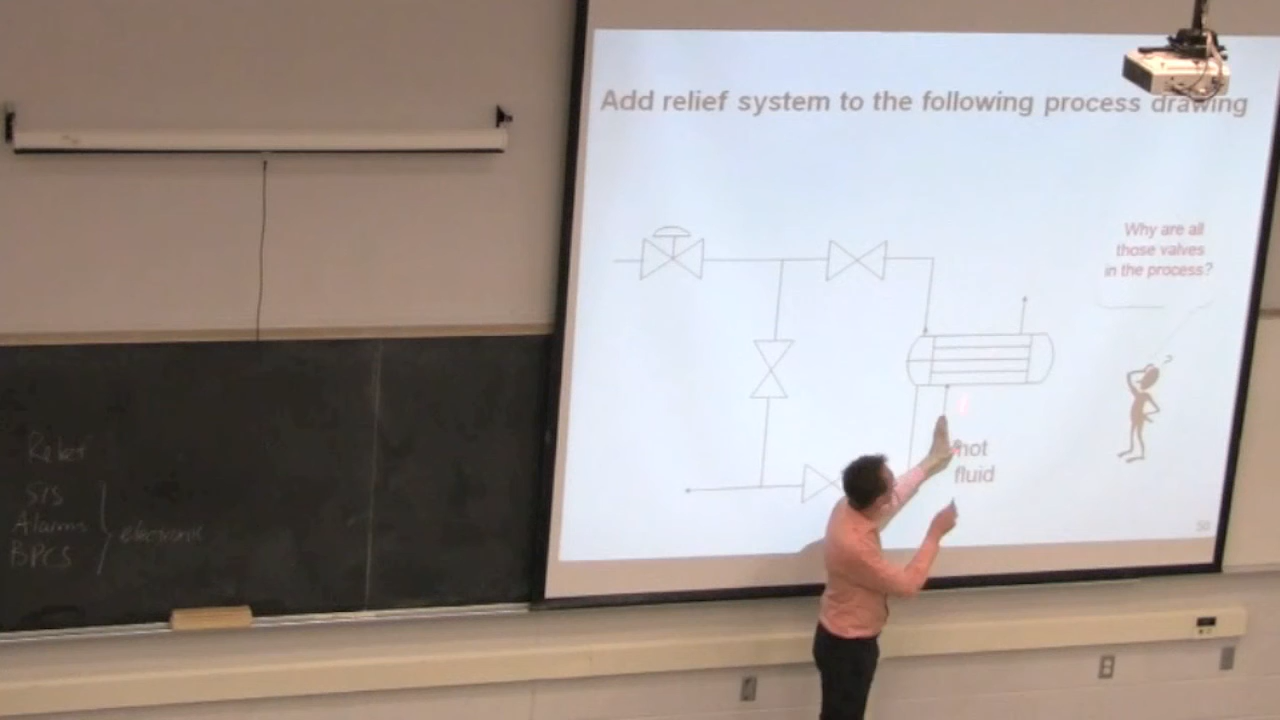 Add relief system to the following process drawing
Why are all
those valves
in the process?
hot
fluid
Relief
SIS
Alarms
BPCS
electronic